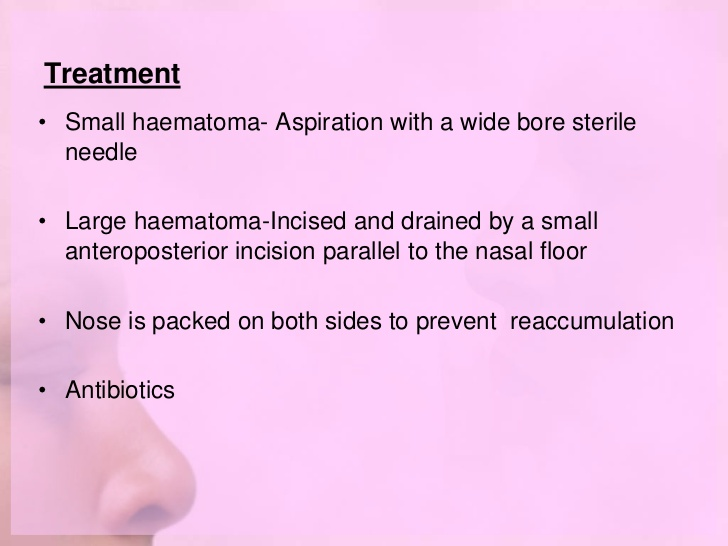 Treatment
• Small haematoma- Aspiration with a wide bore sterile
needle
• Large haematoma-Incised and drained by a small
anteroposterior incision parallel to the nasal floor
• Nose is packed on both sides to prevent  reaccumulation
• Antibiotics